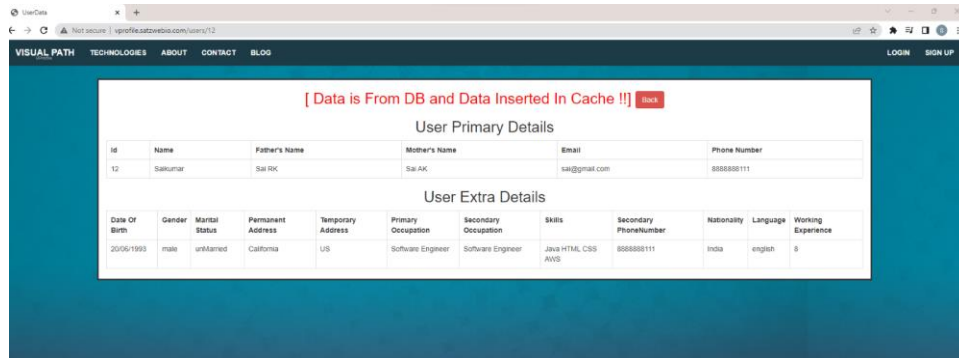 UserData
Not secure | vprofile.satzwebxo.com/users/12
VISUAL PATH TECHNOLOGIES ABOUT CONTACT BLOG LOGIN SIGN UP
[ Data is From DB and Data Inserted In Cache !!] Back
User Primary Details
Id Name Father's Name Mother's Name Email Phone Number
12 Saikumar Sai RK Sai AK sai@gmail.com 8888888111
User Extra Details
Date Of Birth Gender Marital Status Permanent Address Temporary Address Primary Occupation Secondary Occupation Skills Secondary PhoneNumber Nationality Language Working Experience
20/06/1993 male unMarried California US Software Engineer Software Engineer Java HTML CSS AWS 8888888111 India english 8